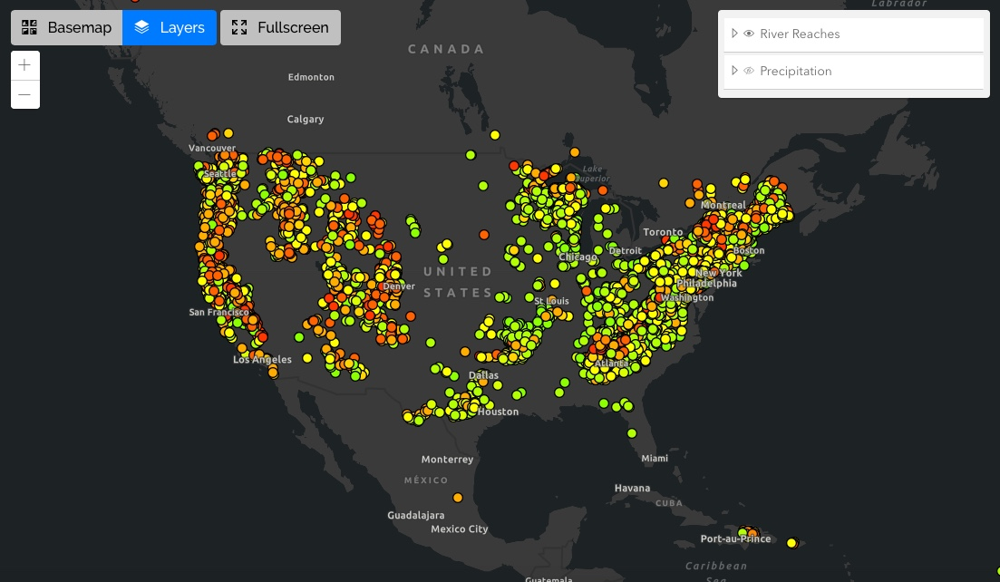 Labrador
Basemap
Layers
Fullscreen
River Reaches
Precipitation
CANADA
Edmonton
Calgary
Vancouver
Seattle
Lake
Superior
Montreal
Toronto
Boston
Detroit
Chicago
New York
Philadelphia
UNITED
STATES
Denver
St Louis
Washington
San Francisco
Los Angeles
Atlanta
Dallas
Houston
Monterrey
Miami
MÉXICO
Havana
CUBA
Guadalajara
Mexico City
Port-au-Prince
Caribbean
Sea
Guatemala